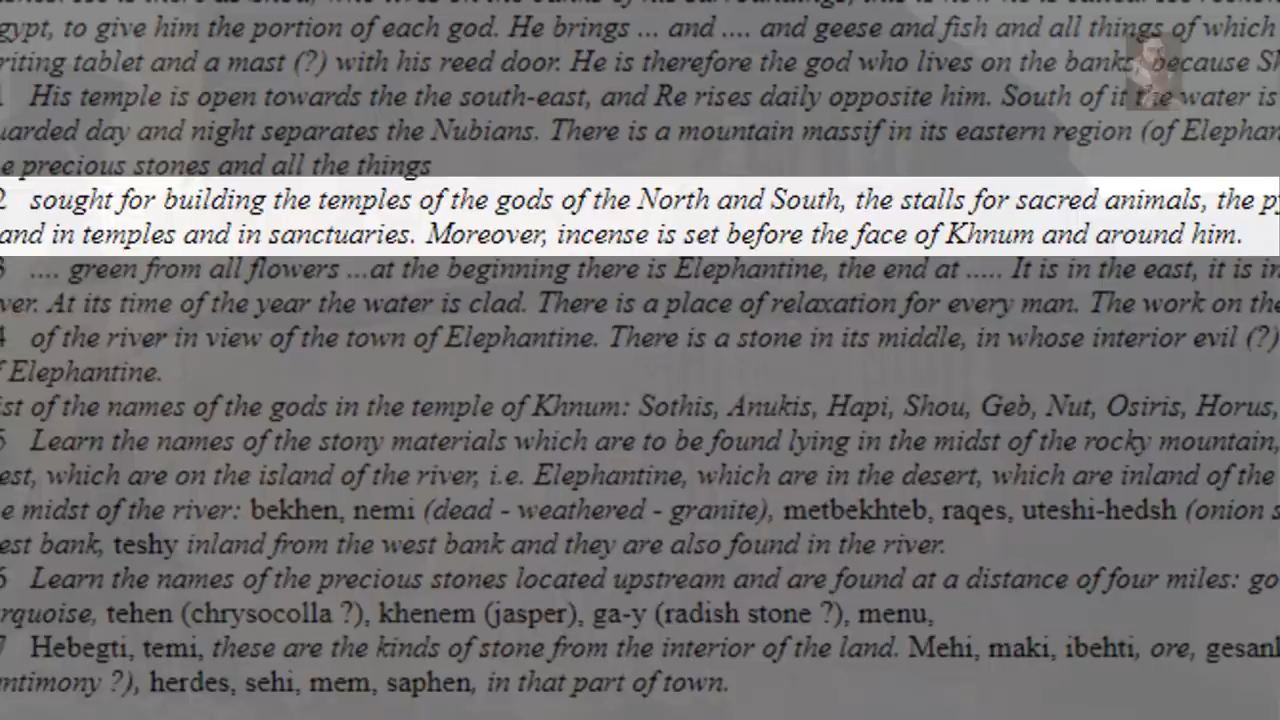 gypt, to give him the portion of each god. He brings ... and .... and geese and fish and all things of which
riting tablet and a mast (?) with his reed door. He is therefore the god who lives on the banks, because Sh
His temple is open towards the the south-east, and Re rises daily opposite him. South of it the water is
uarded day and night separates the Nubians. There is a mountain massif in its eastern region (of Elephan
e precious stones and all the things
2 sought for building the temples of the gods of the North and South, the stalls for sacred animals, the py
and in temples and in sanctuaries. Moreover, incense is set before the face of Khnum and around him.
3 .... green from all flowers ...at the beginning there is Elephantine, the end at ..... It is in the east, it is in
ver. At its time of the year the water is clad. There is a place of relaxation for every man. The work on the
4 of the river in view of the town of Elephantine. There is a stone in its middle, in whose interior evil (?)
f Elephantine.
ist of the names of the gods in the temple of Khnum: Sothis, Anukis, Hapi, Shou, Geb, Nut, Osiris, Horus,
5 Learn the names of the stony materials which are to be found lying in the midst of the rocky mountain,
est, which are on the island of the river, i.e. Elephantine, which are in the desert, which are inland of the
e midst of the river: bekhen, nemi (dead - weathered - granite), metbekhteb, raqes, uteshi-hedsh (onion s
est bank, teshy inland from the west bank and they are also found in the river.
6 Learn the names of the precious stones located upstream and are found at a distance of four miles: go
rquoise, tehen (chrysocolla ?), khenem (jasper), ga-y (radish stone ?), menu,
7 Hebegti, temi, these are the kinds of stone from the interior of the land. Mehi, maki, ibehti, ore, gesank
ntimony ?), herdes, sehi, mem, saphen, in that part of town.